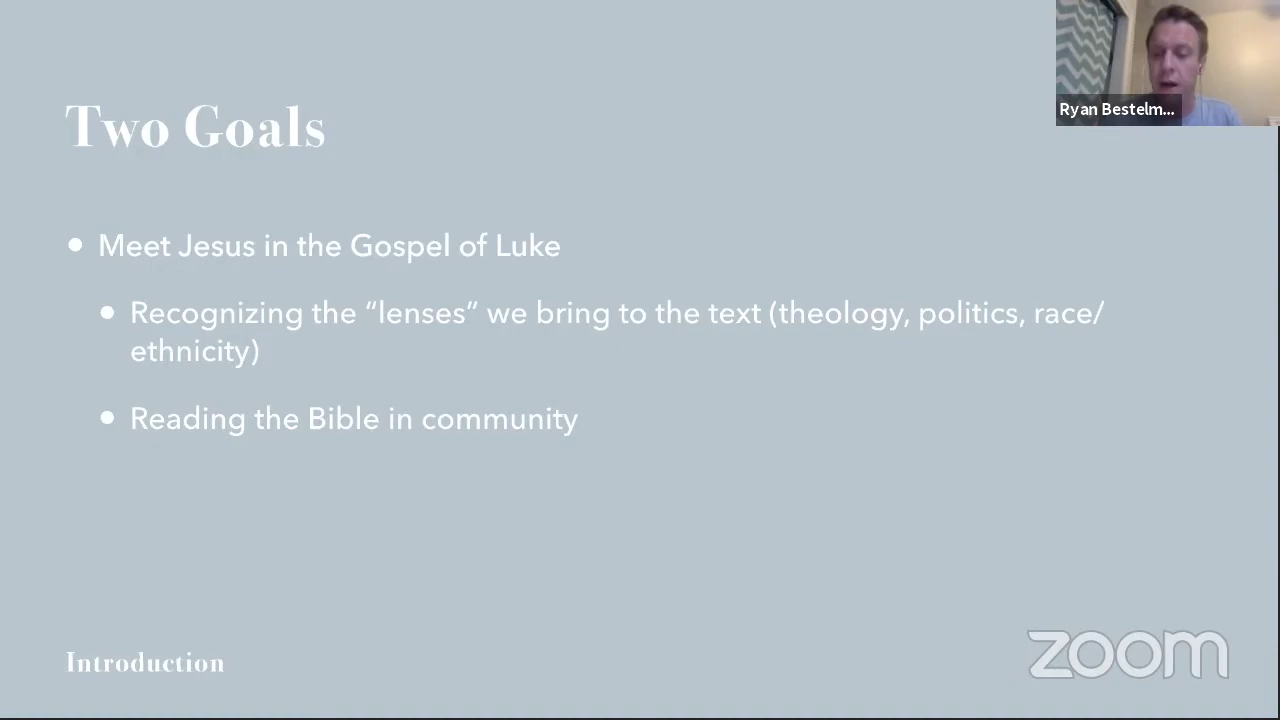 Two Goals
Ryan Bestelm...
Meet Jesus in the Gospel of Luke
Recognizing the “lenses“ we bring to the text (theology, politics, race/
ethnicity)
Reading the Bible in community
Introduction
zoom